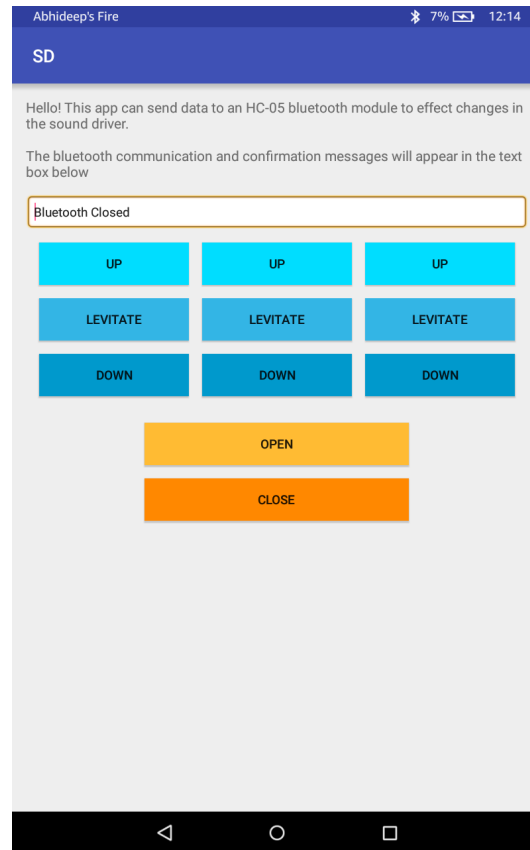 Abhideep's Fire 7% 12:14
SD
Hello! This app can send data to an HC-05 bluetooth module to effect changes in
the sound driver.
The bluetooth communication and confirmation messages will appear in the text
box below
Bluetooth Closed
UP UP UP
LEVITATE LEVITATE LEVITATE
DOWN DOWN DOWN
OPEN
CLOSE